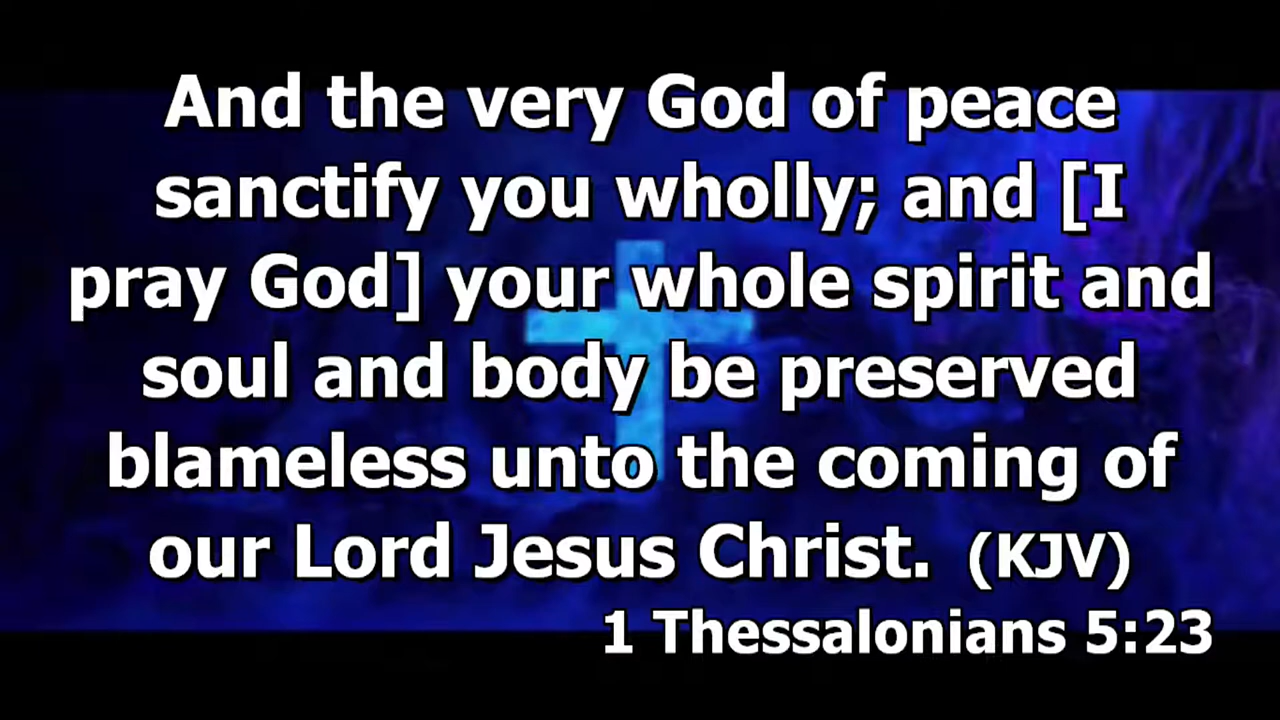 And the very God of peace
sanctify you wholly; and [I
pray God] your whole spirit and
soul and body be preserved
blameless unto the coming of
our Lord Jesus Christ. (KJV)
1 Thessalonians 5:23